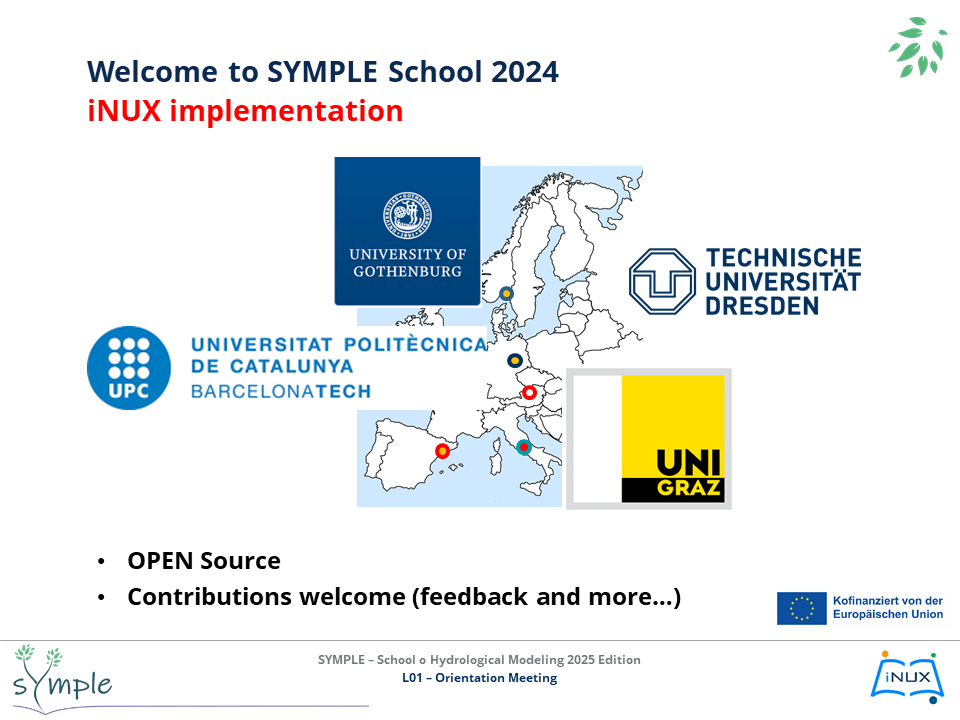 Welcome to SYMPLE School 2024
iNUX implementation
UNIVERSITY OF
GOTHENBURG
TECHNISCHE
UNIVERSITÄT
DRESDEN
UPC
UNIVERSITAT POLITÈCNICA
DE CATALUNYA
BARCELONATECH
UNI
GRAZ
• OPEN Source
• Contributions welcome (feedback and more…)
Kofinanziert von der
Europäischen Union
SYMPLE – School o Hydrological Modeling 2025 Edition
L01 – Orientation Meeting
sYmple
iNUX